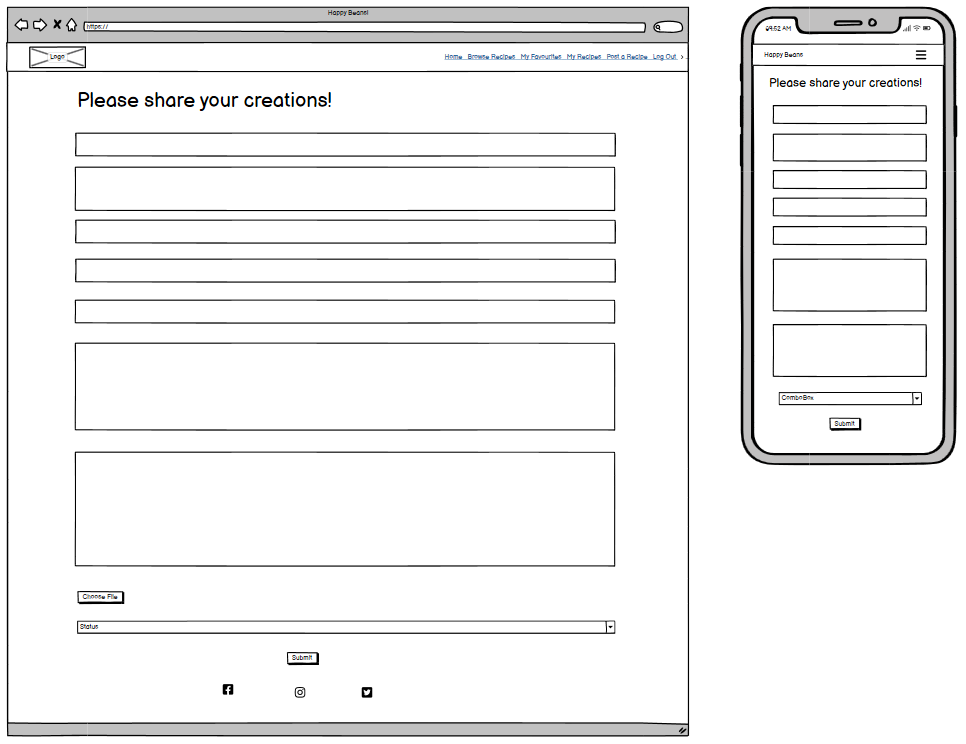 Happy Beans!
https://
Logo
Home Browse Recipes My Favourites My Recipes Post a Recipe Log Out >
Please share your creations!
Choose File
Status
Submit
09:52 AM
Happy Beans
Please share your creations!
ComboBox
Submit